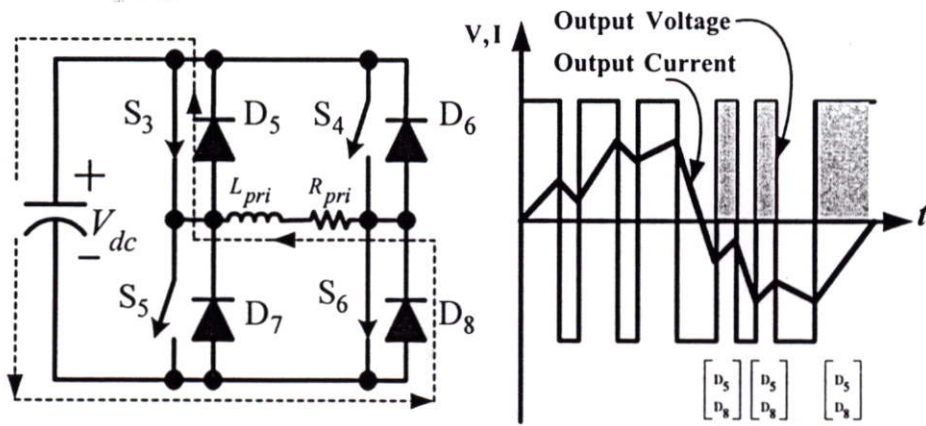 S3
D5
S4
D6
Lpri
Rpri
+
Vdc
−
S5
D7
S6
D8
V,I
Output Voltage
Output Current
t
D5
D8
D5
D8
D5
D8